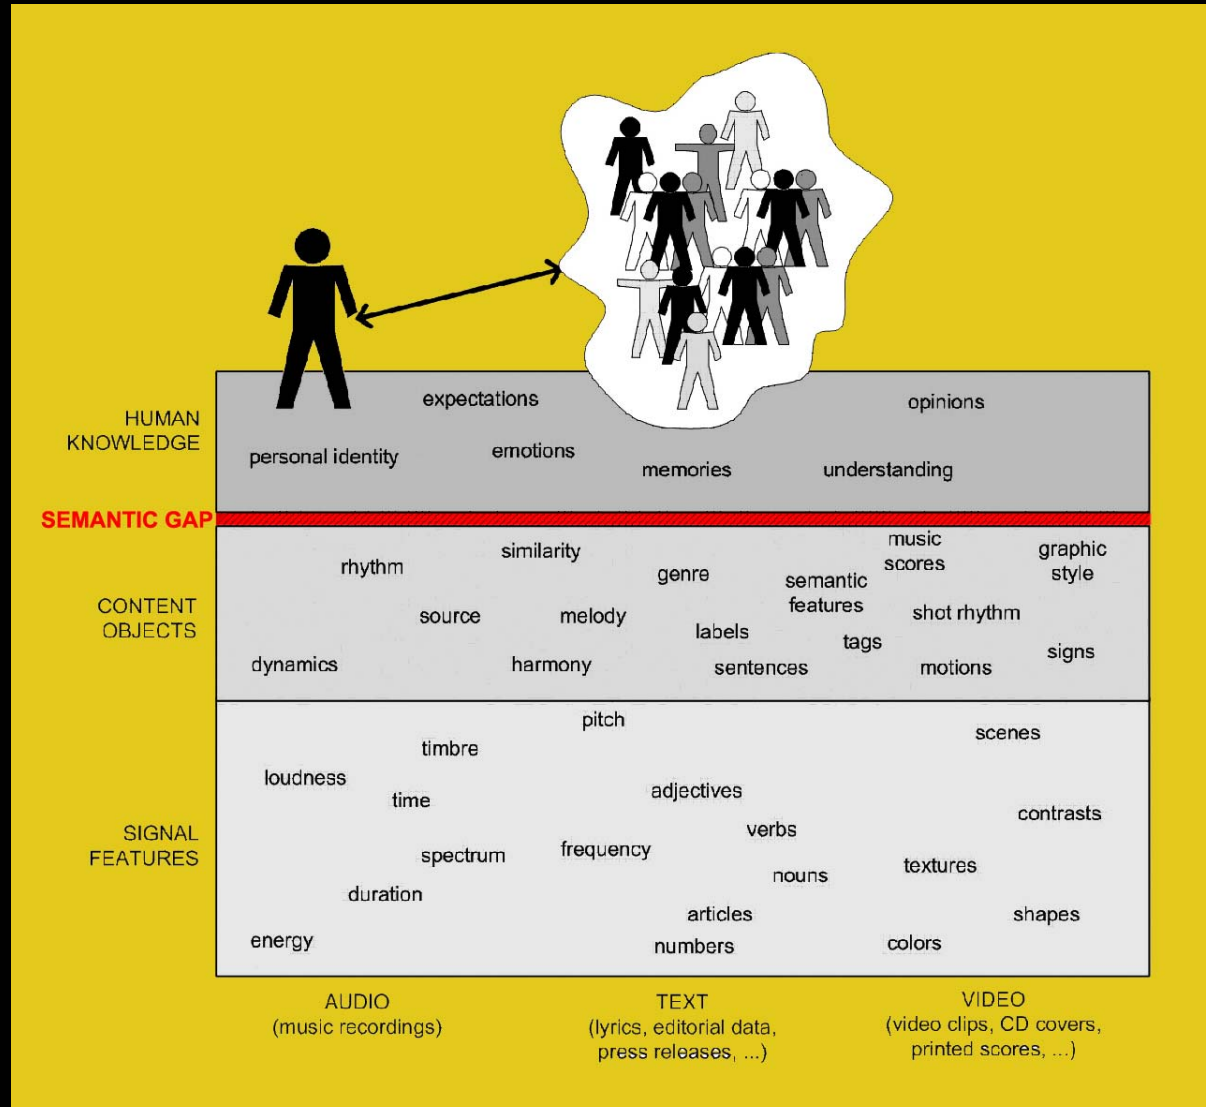 HUMAN
KNOWLEDGE
expectations
opinions
personal identity
emotions
memories
understanding
SEMANTIC GAP
CONTENT
OBJECTS
rhythm
similarity
genre
semantic
features
music
scores
graphic
style
source
melody
labels
tags
shot rhythm
signs
dynamics
harmony
sentences
motions
SIGNAL
FEATURES
pitch
timbre
scenes
loudness
time
adjectives
verbs
contrasts
spectrum
frequency
nouns
textures
duration
articles
shapes
energy
numbers
colors
AUDIO
(music recordings)
TEXT
(lyrics, editorial data,
press releases, ...)
VIDEO
(video clips, CD covers,
printed scores, ...)